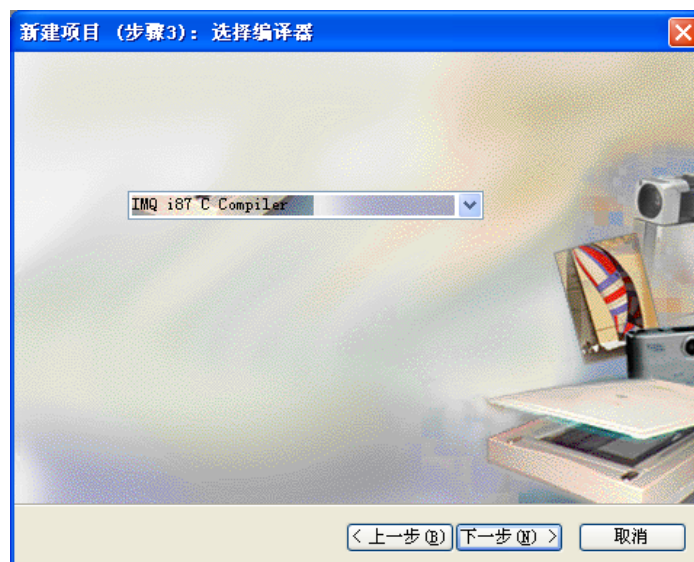 新建项目 (步骤3): 选择编译器
IMQ i87 C Compiler
< 上一步(B) 下一步(N) > 取消